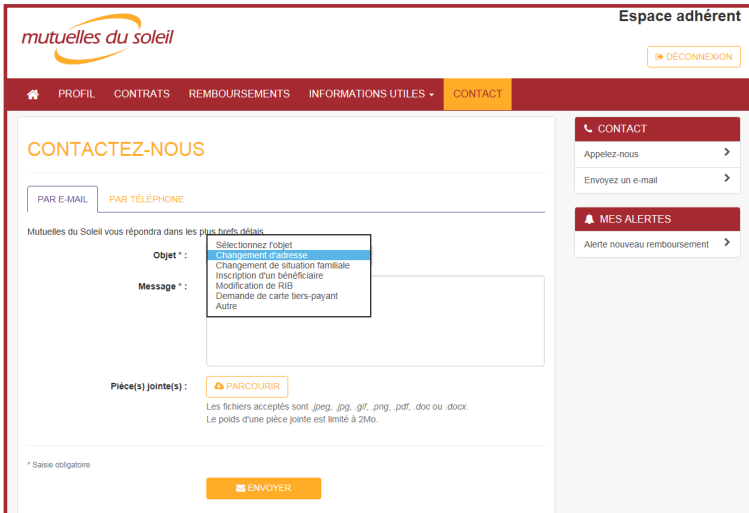 mutuelles du soleil
Espace adhérent
DÉCONNEXION
PROFIL CONTRATS REMBOURSEMENTS INFORMATIONS UTILES CONTACT
CONTACTEZ-NOUS
PAR E-MAIL PAR TÉLÉPHONE
Mutuelles du Soleil vous répondra dans les plus brefs délais
Objet * :
Sélectionnez l'objet
Changement d'adresse
Changement de situation familiale
Inscription d'un bénéficiaire
Modification de RIB
Demande de carte tiers-payant
Autre
Message * :
Pièce(s) jointe(s) :
PARCOURIR
Les fichiers acceptés sont .jpeg, .jpg, .gif, .png, .pdf, .doc ou .docx.
Le poids d'une pièce jointe est limité à 2Mo.
* Saisie obligatoire
ENVOYER
CONTACT
Appelez-nous
Envoyez un e-mail
MES ALERTES
Alerte nouveau remboursement